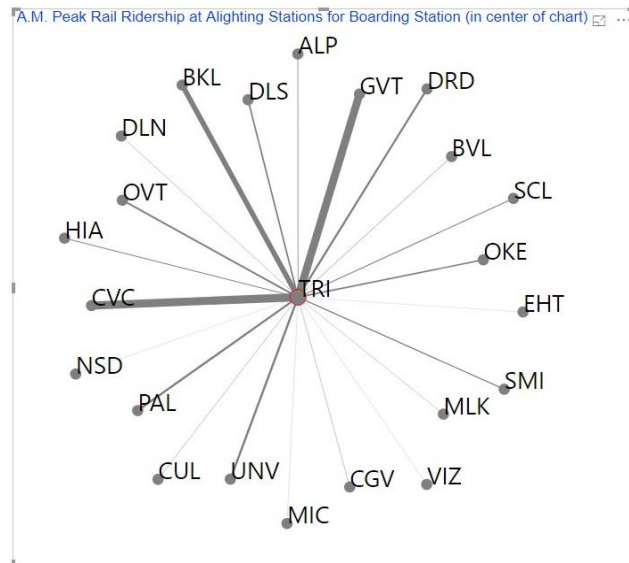 A.M. Peak Rail Ridership at Alighting Stations for Boarding Station (in center of chart)
ALP
BKL
GVT
DRD
DLS
DLN
BVL
OVT
SCL
HIA
OKE
TRI
CVC
EHT
NSD
SMI
PAL
MLK
CUL
UNV
CGV
VIZ
MIC